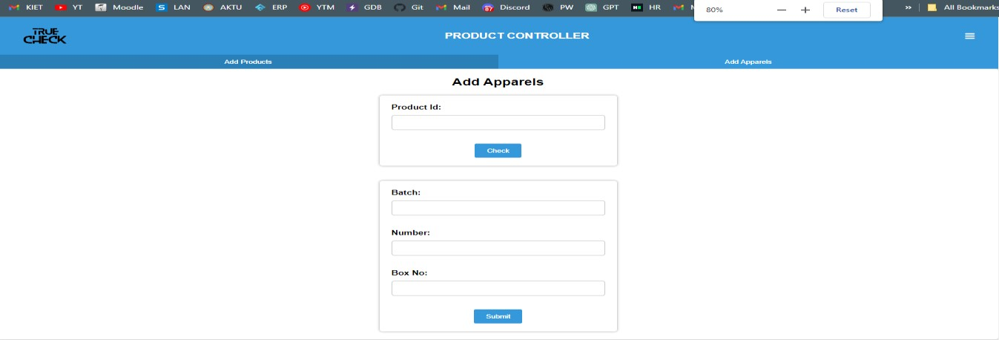 KIET YT Moodle S LAN AKTU ERP YTM GDB Git Mail 87 Discord PW GPT HR 80% Reset » All Bookmarks
TRUE CHECK PRODUCT CONTROLLER
Add Products Add Apparels
Add Apparels
Product Id:
Check
Batch:
Number:
Box No:
Submit